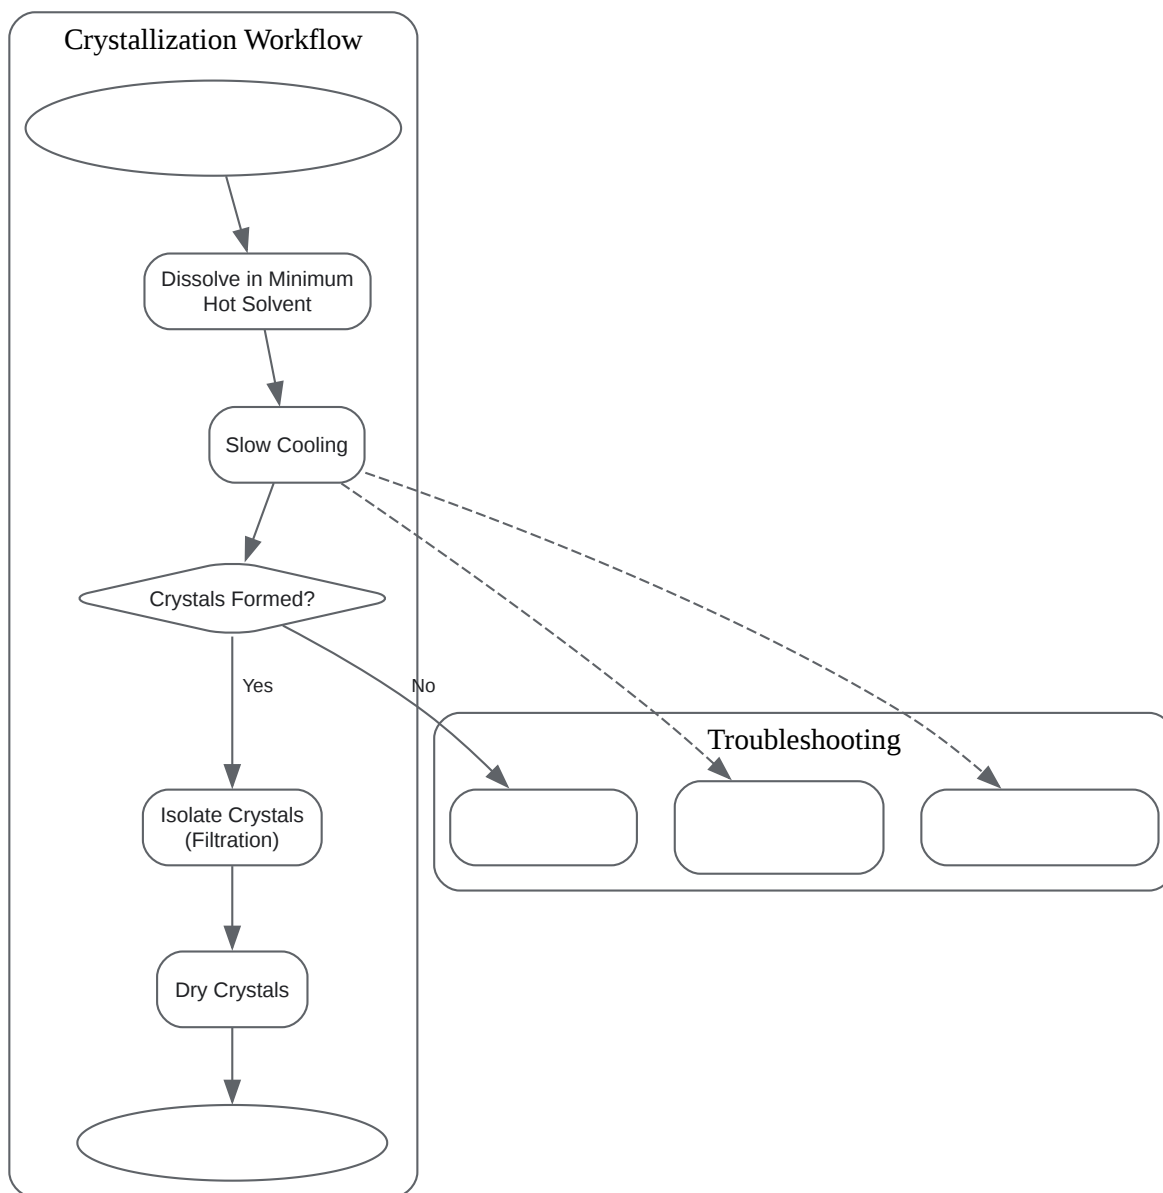 Crystallization Workflow
Dissolve in Minimum
Hot Solvent
Slow Cooling
Crystals Formed?
Yes
No
Troubleshooting
Isolate Crystals
(Filtration)
Dry Crystals